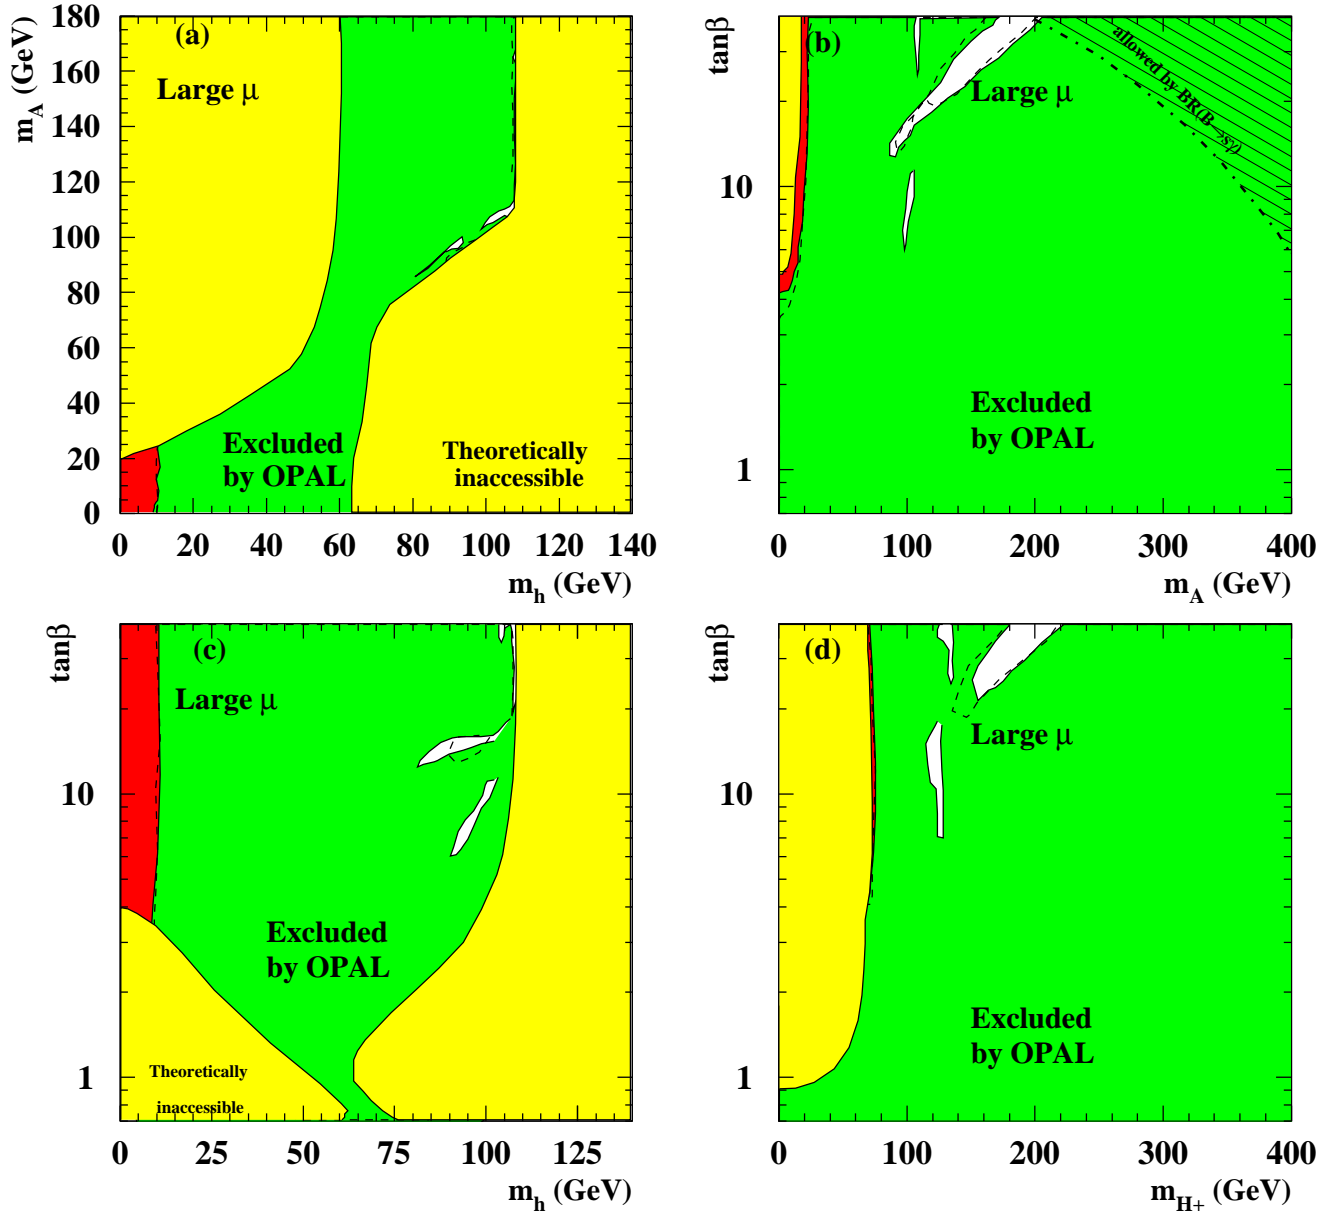 (a)
Large μ
Excluded
by OPAL
Theoretically
inaccessible
m_A (GeV)
180
160
140
120
100
80
60
40
20
0
0 20 40 60 80 100 120 140
m_h (GeV)
(b)
Large μ
allowed by BR(B→sγ)
Excluded
by OPAL
tanβ
10
1
0 100 200 300 400
m_A (GeV)
(c)
Large μ
Excluded
by OPAL
Theoretically
inaccessible
tanβ
10
1
0 25 50 75 100 125
m_h (GeV)
(d)
Large μ
Excluded
by OPAL
tanβ
10
1
0 100 200 300 400
m_H+ (GeV)